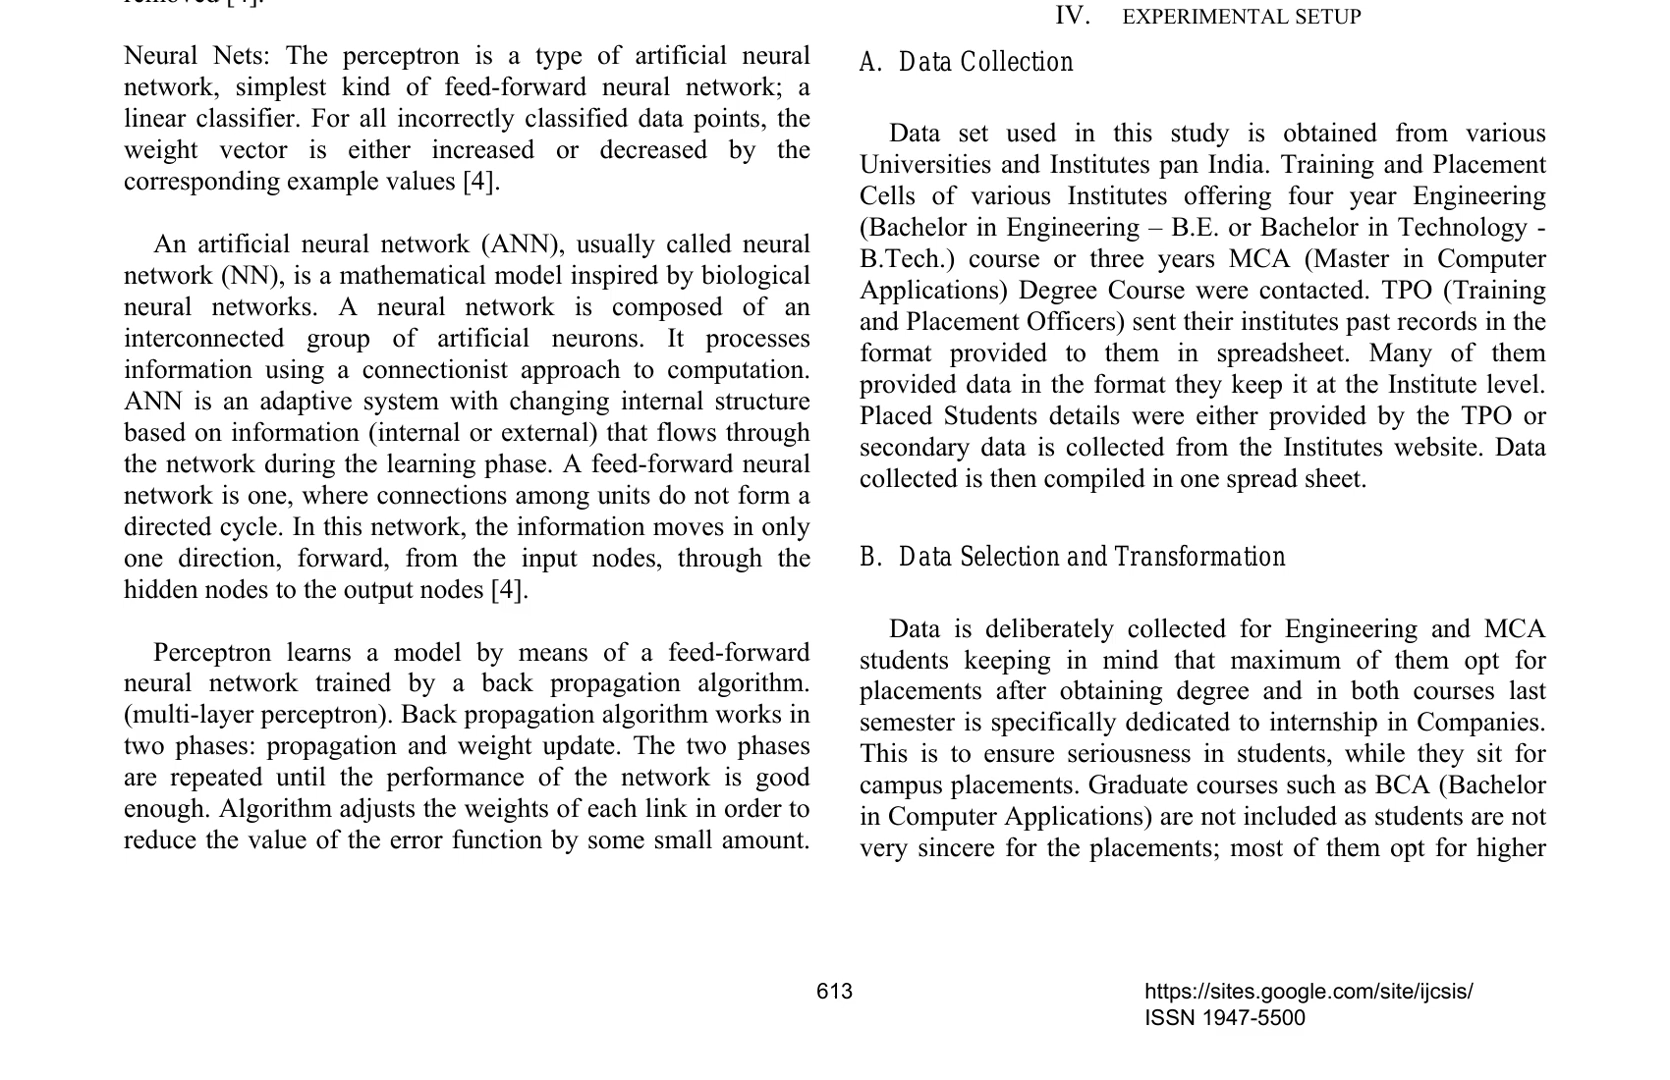 removed [4].
Neural Nets: The perceptron is a type of artificial neural
network, simplest kind of feed-forward neural network; a
linear classifier. For all incorrectly classified data points, the
weight vector is either increased or decreased by the
corresponding example values [4].
An artificial neural network (ANN), usually called neural
network (NN), is a mathematical model inspired by biological
neural networks. A neural network is composed of an
interconnected group of artificial neurons. It processes
information using a connectionist approach to computation.
ANN is an adaptive system with changing internal structure
based on information (internal or external) that flows through
the network during the learning phase. A feed-forward neural
network is one, where connections among units do not form a
directed cycle. In this network, the information moves in only
one direction, forward, from the input nodes, through the
hidden nodes to the output nodes [4].
Perceptron learns a model by means of a feed-forward
neural network trained by a back propagation algorithm.
(multi-layer perceptron). Back propagation algorithm works in
two phases: propagation and weight update. The two phases
are repeated until the performance of the network is good
enough. Algorithm adjusts the weights of each link in order to
reduce the value of the error function by some small amount.
IV. EXPERIMENTAL SETUP
A. Data Collection
Data set used in this study is obtained from various
Universities and Institutes pan India. Training and Placement
Cells of various Institutes offering four year Engineering
(Bachelor in Engineering – B.E. or Bachelor in Technology -
B.Tech.) course or three years MCA (Master in Computer
Applications) Degree Course were contacted. TPO (Training
and Placement Officers) sent their institutes past records in the
format provided to them in spreadsheet. Many of them
provided data in the format they keep it at the Institute level.
Placed Students details were either provided by the TPO or
secondary data is collected from the Institutes website. Data
collected is then compiled in one spread sheet.
B. Data Selection and Transformation
Data is deliberately collected for Engineering and MCA
students keeping in mind that maximum of them opt for
placements after obtaining degree and in both courses last
semester is specifically dedicated to internship in Companies.
This is to ensure seriousness in students, while they sit for
campus placements. Graduate courses such as BCA (Bachelor
in Computer Applications) are not included as students are not
very sincere for the placements; most of them opt for higher
613
https://sites.google.com/site/ijcsis/
ISSN 1947-5500